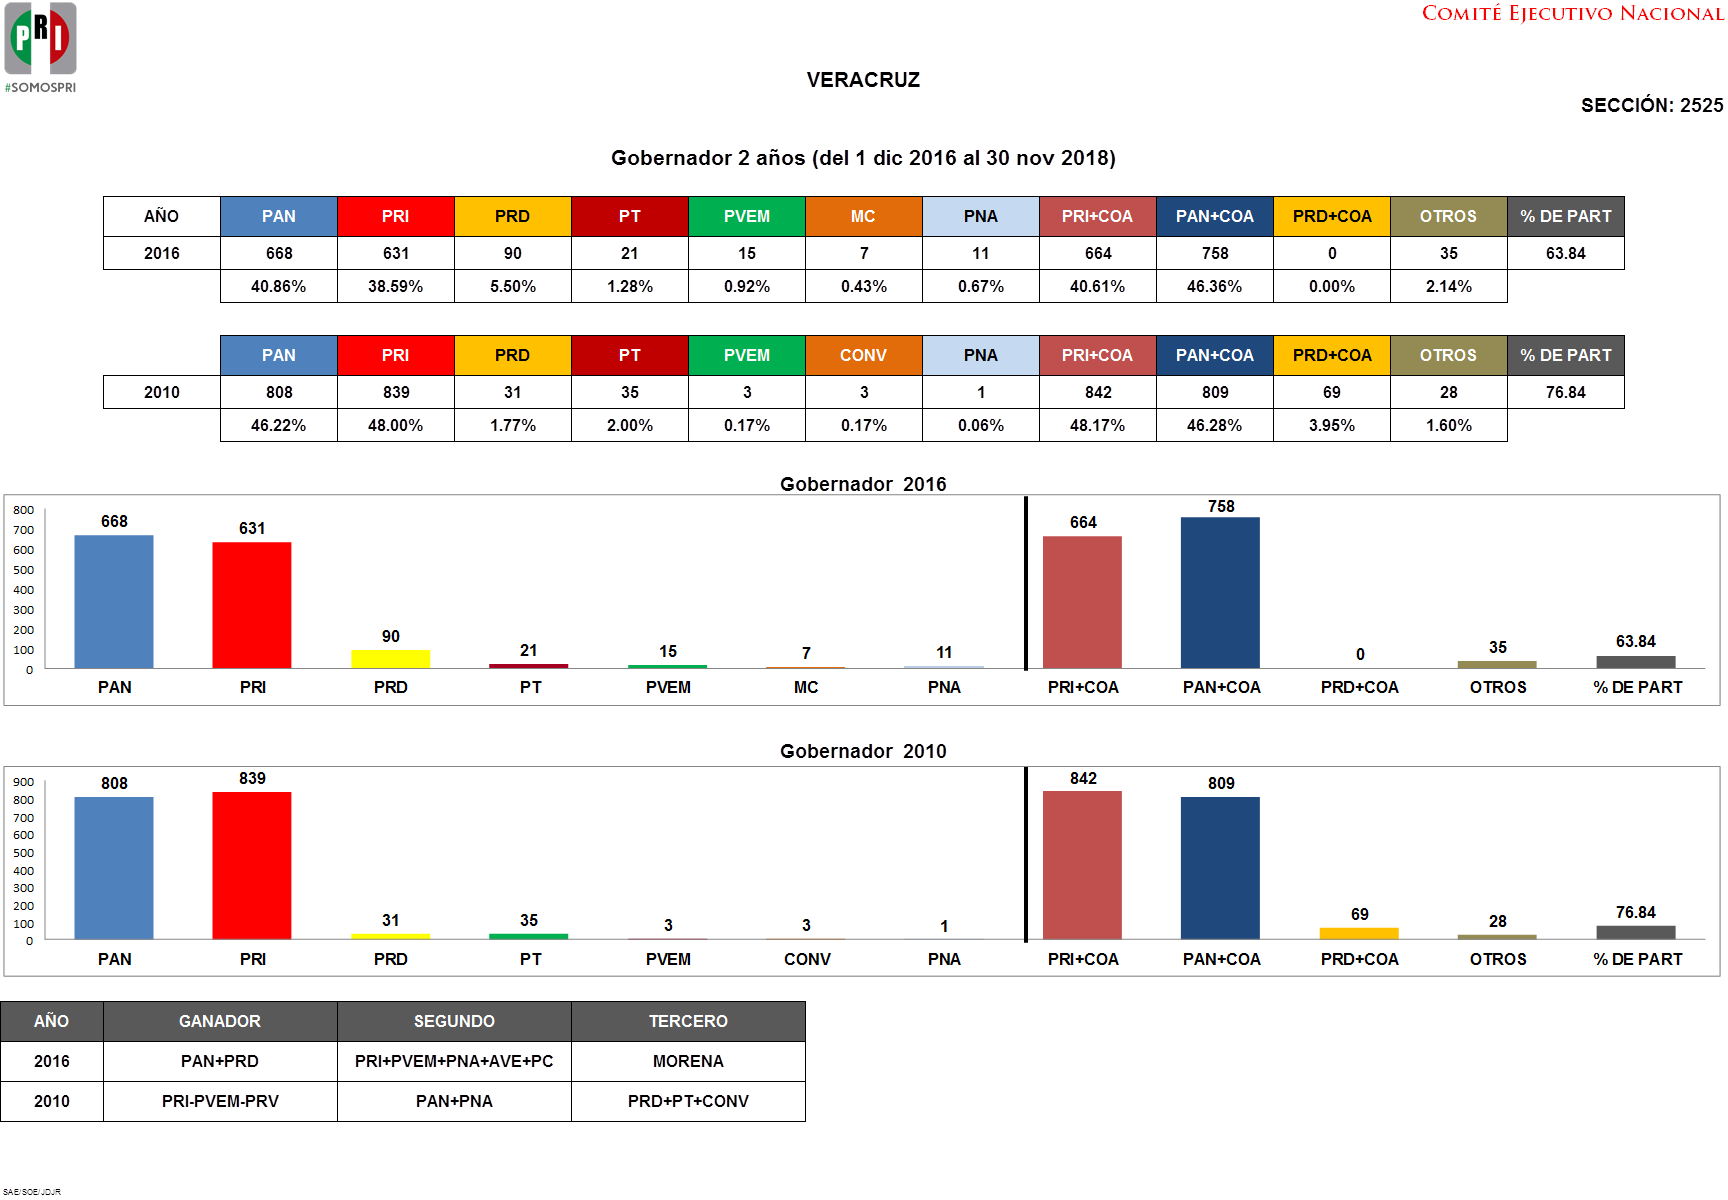 PRI
#SOMOSPRI
COMITÉ EJECUTIVO NACIONAL
VERACRUZ
SECCIÓN: 2525
Gobernador 2 años (del 1 dic 2016 al 30 nov 2018)
AÑO PAN PRI PRD PT PVEM MC PNA PRI+COA PAN+COA PRD+COA OTROS % DE PART
2016 668 631 90 21 15 7 11 664 758 0 35 63.84
40.86% 38.59% 5.50% 1.28% 0.92% 0.43% 0.67% 40.61% 46.36% 0.00% 2.14%
PAN PRI PRD PT PVEM CONV PNA PRI+COA PAN+COA PRD+COA OTROS % DE PART
2010 808 839 31 35 3 3 1 842 809 69 28 76.84
46.22% 48.00% 1.77% 2.00% 0.17% 0.17% 0.06% 48.17% 46.28% 3.95% 1.60%
Gobernador 2016
800
700
600
500
400
300
200
100
0
668 631 90 21 15 7 11 664 758 0 35 63.84
PAN PRI PRD PT PVEM MC PNA PRI+COA PAN+COA PRD+COA OTROS % DE PART
Gobernador 2010
900
800
700
600
500
400
300
200
100
0
808 839 31 35 3 3 1 842 809 69 28 76.84
PAN PRI PRD PT PVEM CONV PNA PRI+COA PAN+COA PRD+COA OTROS % DE PART
AÑO GANADOR SEGUNDO TERCERO
2016 PAN+PRD PRI+PVEM+PNA+AVE+PC MORENA
2010 PRI-PVEM-PRV PAN+PNA PRD+PT+CONV
SAE/SOE/JDJR